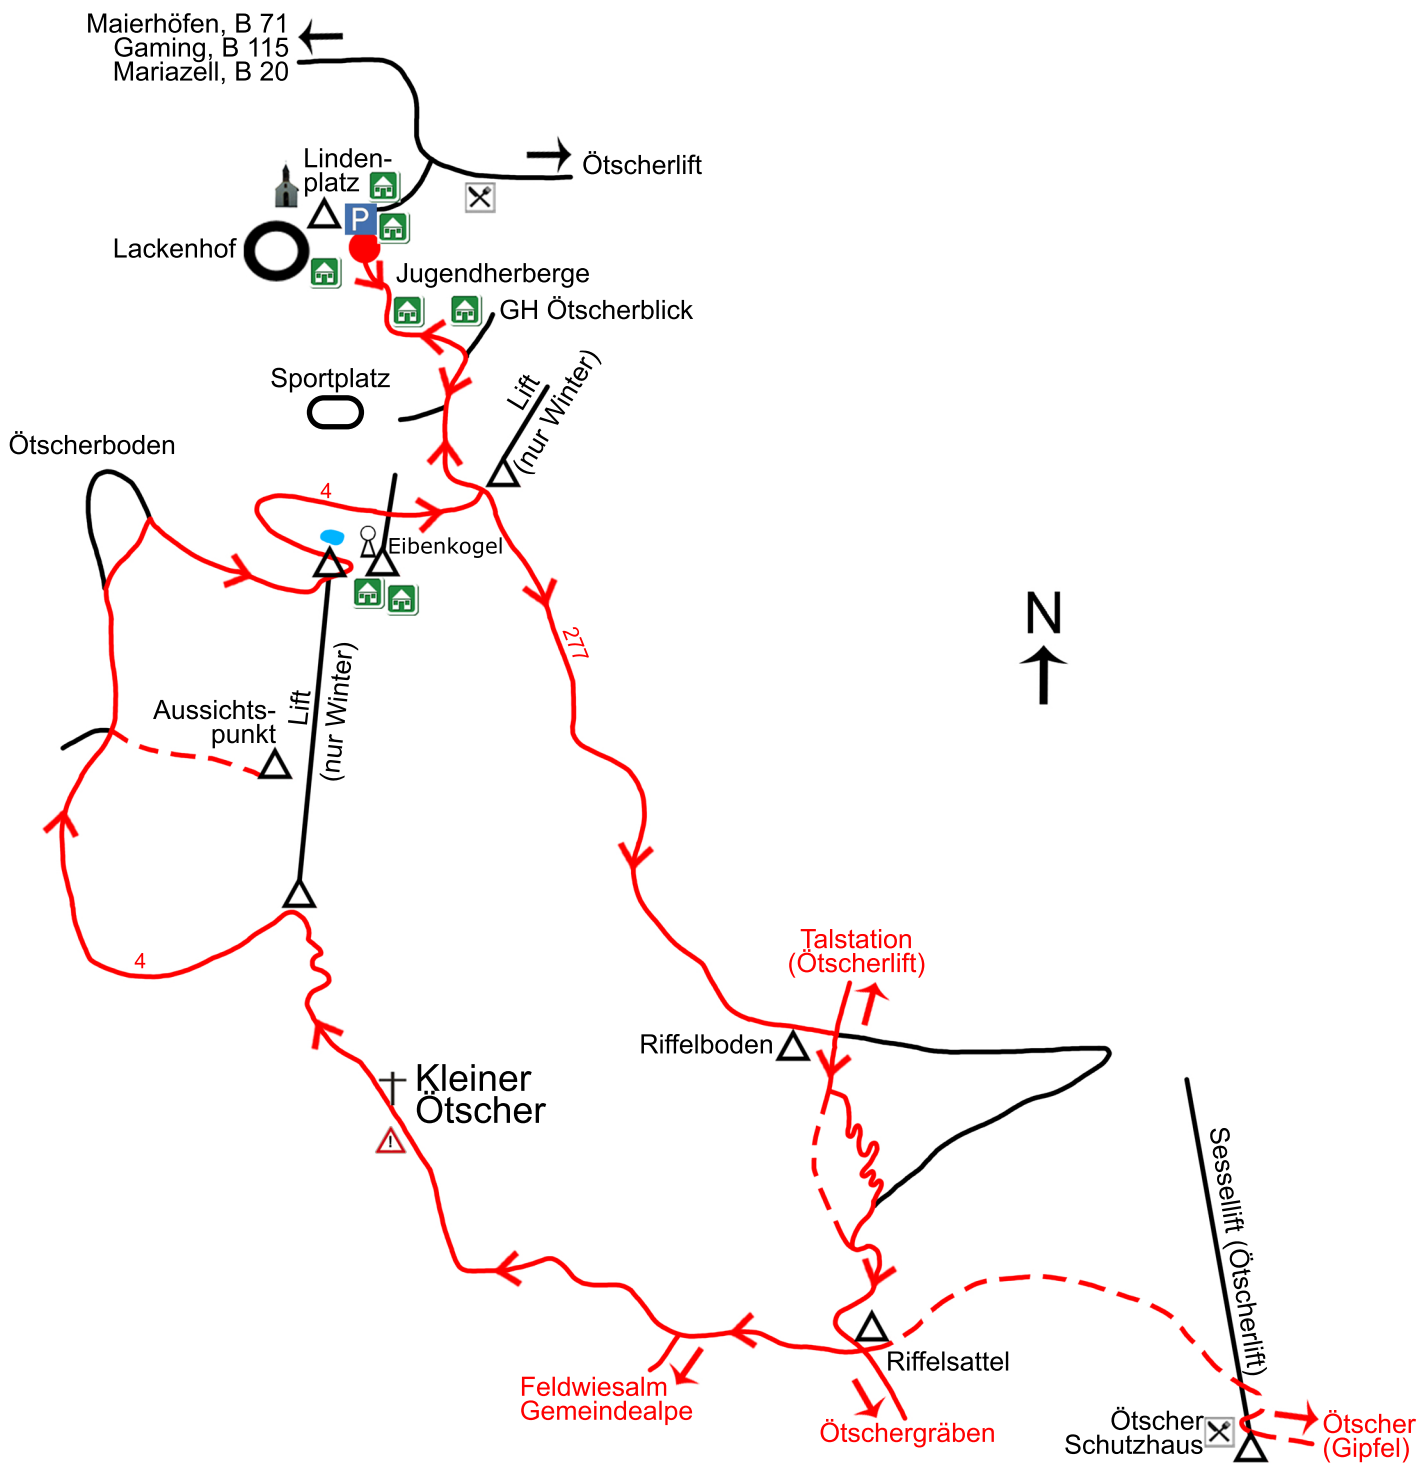 Maierhöfen, B 71
Gaming, B 115
Mariazell, B 20
Ötscherlift
Linden-
platz
P
Lackenhof
Jugendherberge
GH Ötscherblick
Sportplatz
Lift
(nur Winter)
Ötscherboden
4
Eibenkogel
N
277
Aussichts-
punkt
Lift
(nur Winter)
4
Talstation
(Ötscherlift)
Riffelboden
Kleiner
Ötscher
!
Sessellift (Ötscherlift)
Riffelsattel
Feldwiesalm
Gemeindealpe
Ötschergräben
Ötscher
Schutzhaus
Ötscher
(Gipfel)